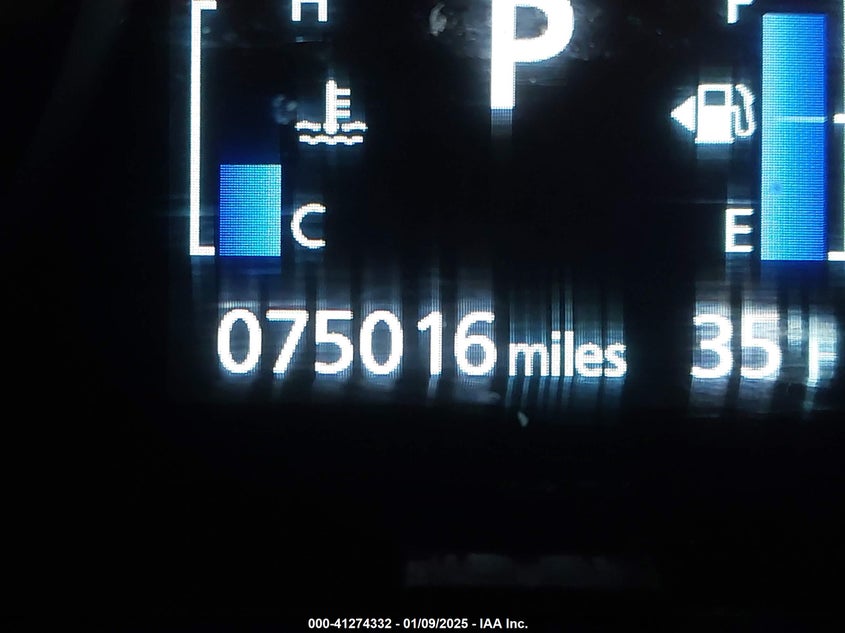 H P F
C E
075016 miles 35
000-41274332 - 01/09/2025 - IAA Inc.